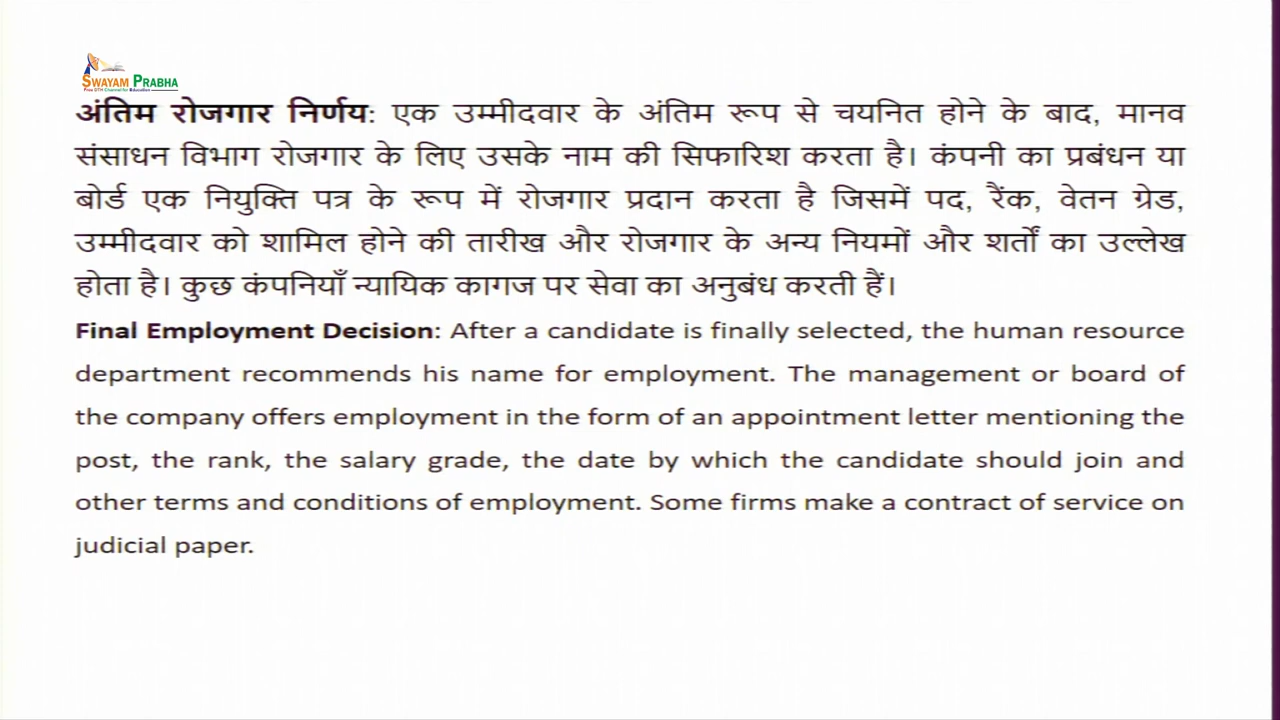 SWAYAM PRABHA
Free DTH Channel for Education
अंतिम रोजगार निर्णय: एक उम्मीदवार के अंतिम रूप से चयनित होने के बाद, मानव
संसाधन विभाग रोजगार के लिए उसके नाम की सिफारिश करता है। कंपनी का प्रबंधन या
बोर्ड एक नियुक्ति पत्र के रूप में रोजगार प्रदान करता है जिसमें पद, रैंक, वेतन ग्रेड,
उम्मीदवार को शामिल होने की तारीख और रोजगार के अन्य नियमों और शर्तों का उल्लेख
होता है। कुछ कंपनियाँ न्यायिक कागज पर सेवा का अनुबंध करती हैं।
Final Employment Decision: After a candidate is finally selected, the human resource
department recommends his name for employment. The management or board of
the company offers employment in the form of an appointment letter mentioning the
post, the rank, the salary grade, the date by which the candidate should join and
other terms and conditions of employment. Some firms make a contract of service on
judicial paper.